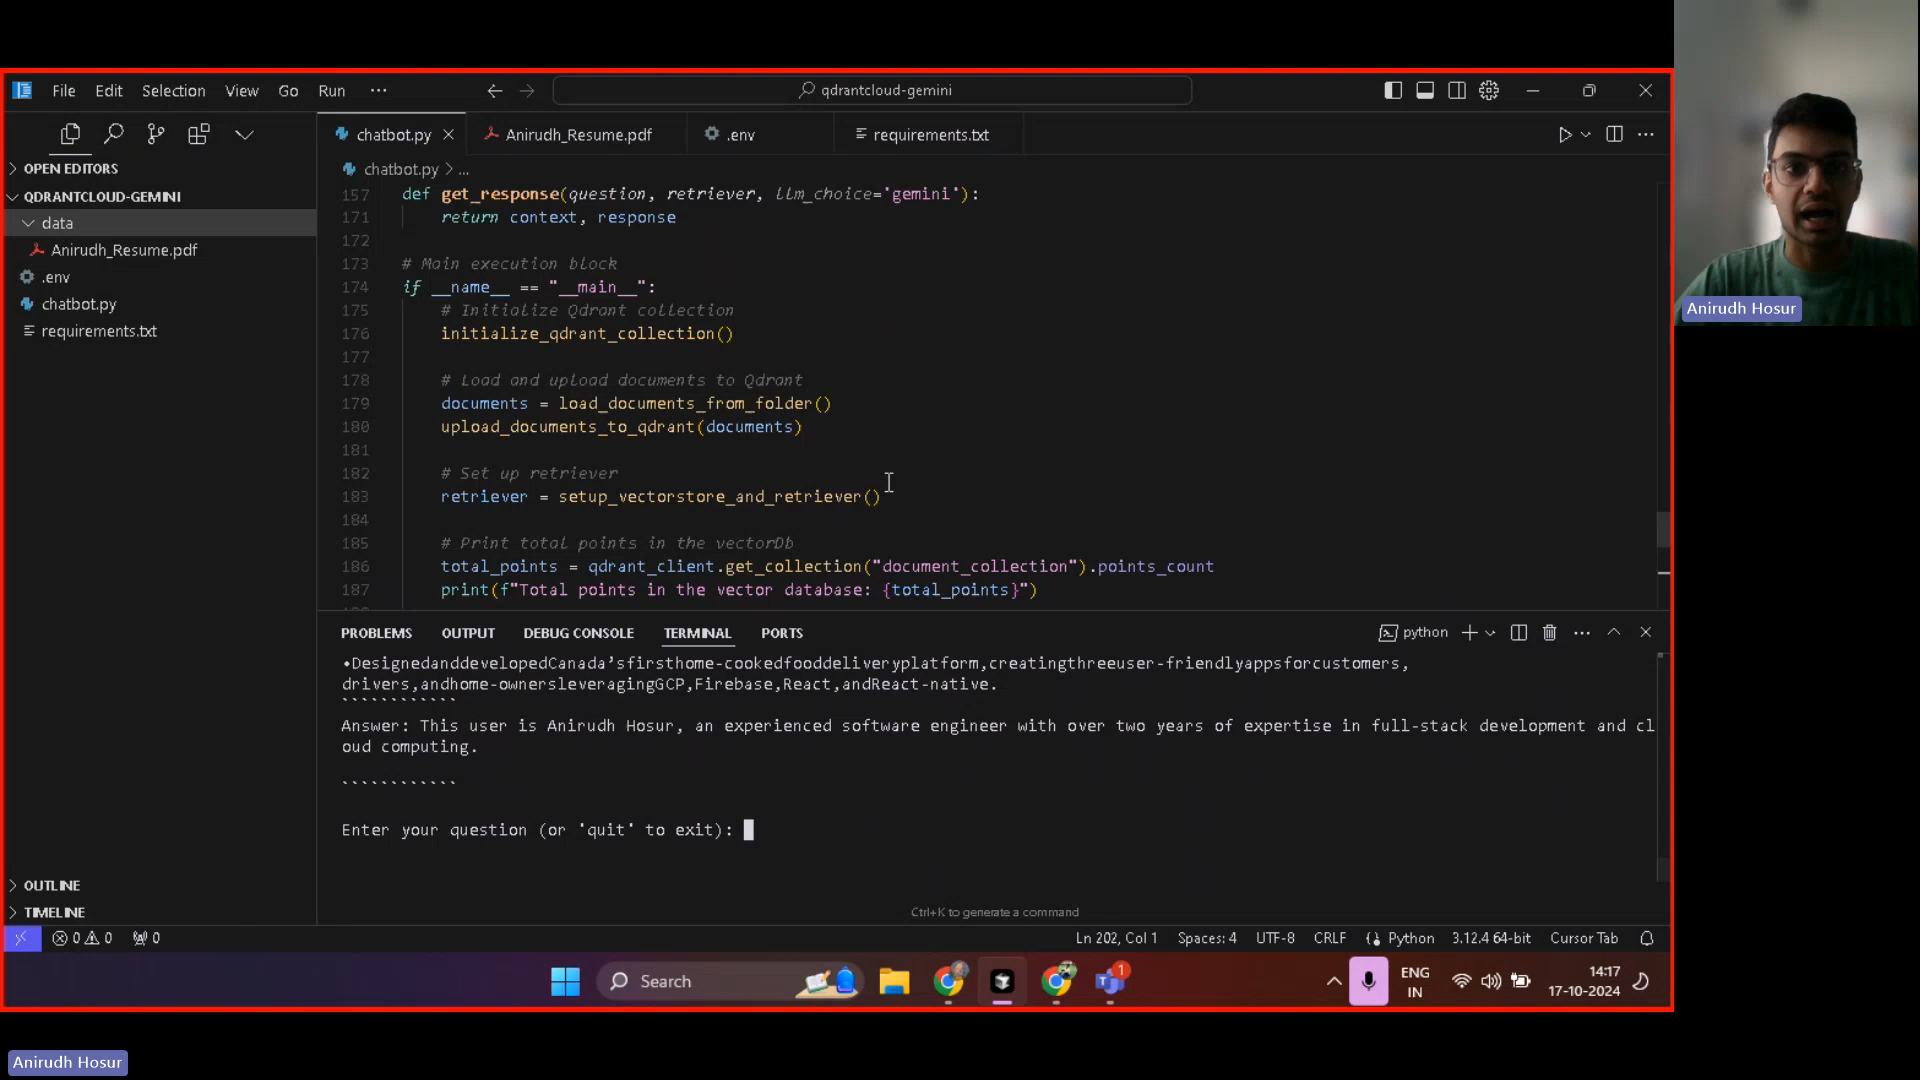 File Edit Selection View Go Run ···
qdrantcloud-gemini
chatbot.py
Anirudh_Resume.pdf
.env
requirements.txt
OPEN EDITORS
QDRANTCLOUD-GEMINI
data
Anirudh_Resume.pdf
.env
chatbot.py
requirements.txt
OUTLINE
TIMELINE
chatbot.py > ...
157 def get_response(question, retriever, llm_choice='gemini'):
171 return context, response
172
173 # Main execution block
174 if __name__ == "__main__":
175 # Initialize Qdrant collection
176 initialize_qdrant_collection()
177
178 # Load and upload documents to Qdrant
179 documents = load_documents_from_folder()
180 upload_documents_to_qdrant(documents)
181
182 # Set up retriever
183 retriever = setup_vectorstore_and_retriever()
184
185 # Print total points in the vectorDb
186 total_points = qdrant_client.get_collection("document_collection").points_count
187 print(f"Total points in the vector database: {total_points}")
PROBLEMS OUTPUT DEBUG CONSOLE TERMINAL PORTS
python
•DesignedanddevelopedCanada’sfirsthome-cookedfooddeliveryplatform,creatingthreeuser-friendlyappsforcustomers,
drivers,andhome-ownersleveragingGCP,Firebase,React,andReact-native.
````````````
Answer: This user is Anirudh Hosur, an experienced software engineer with over two years of expertise in full-stack development and cl
oud computing.
````````````
Enter your question (or 'quit' to exit):
Ctrl+K to generate a command
0 0 0
Ln 202, Col 1 Spaces: 4 UTF-8 CRLF Python 3.12.4 64-bit Cursor Tab
Search
1
ENG
IN
14:17
17-10-2024
Anirudh Hosur
Anirudh Hosur